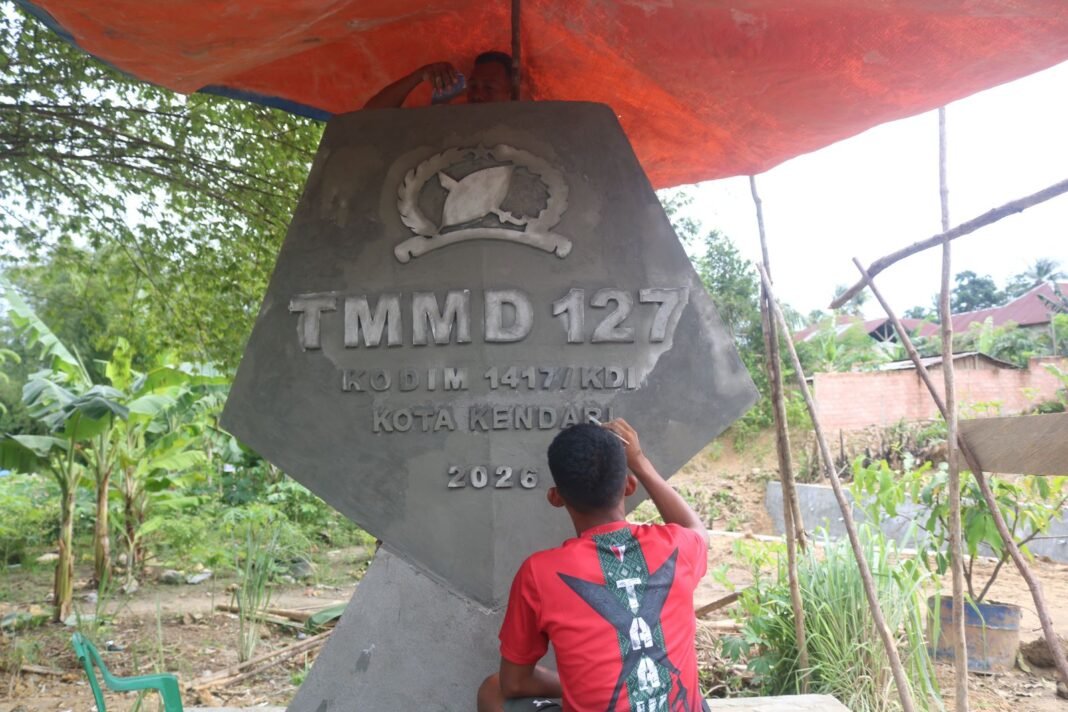 TMMD 127
KODIM 1417/KDI
KOTA KENDARI
2026